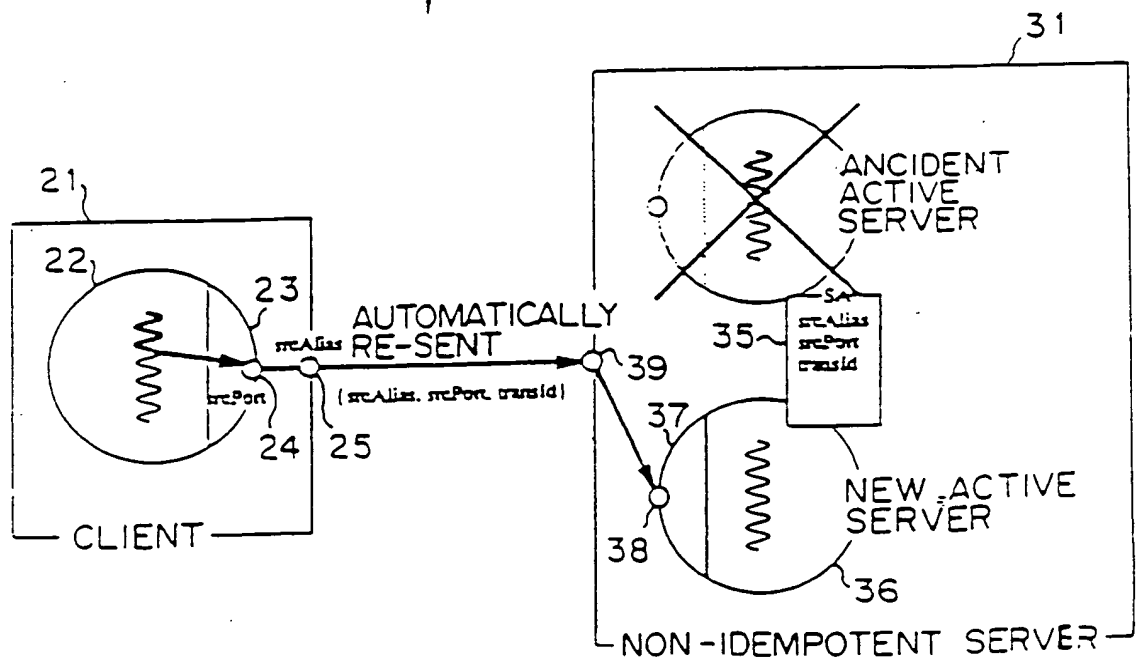 31
ANCIDENT
ACTIVE
SERVER
21
22
23
srcAlias
AUTOMATICALLY
RE-SENT
39
35
SA
srcAlias
srcPort
transid
srcPort
24
25
(srcAlias, srcPort, transid)
37
38
NEW ACTIVE
SERVER
36
CLIENT
NON-IDEMPOTENT SERVER